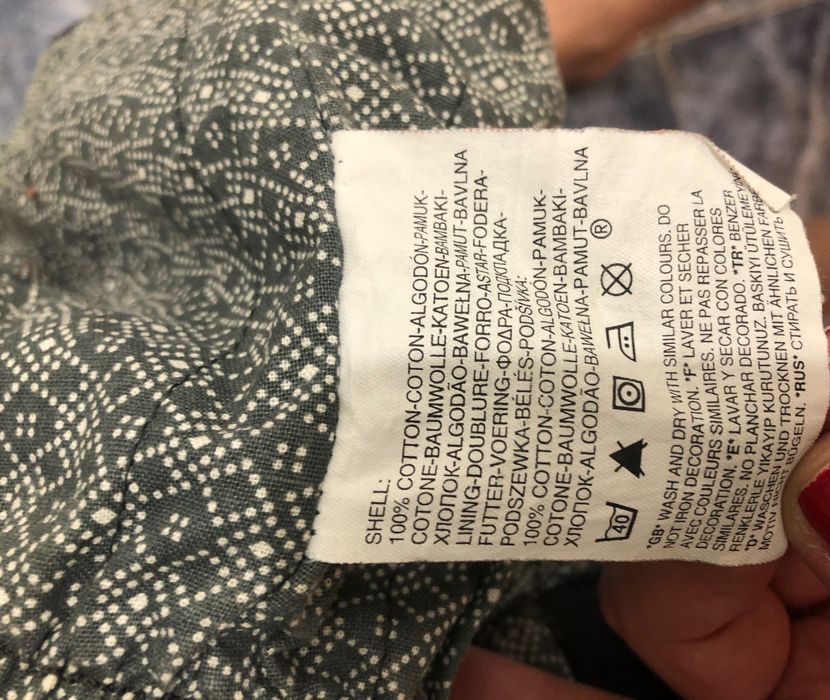 SHELL:
100% COTTON-COTON-ALGODÓN-PAMUK-
COTONE-BAUMWOLLE-KATOEN-BAMBAKI-
ХЛОПОК-ALGODÃO-BAWEŁNA-PAMUT-BAVLNA
LINING-DOUBLURE-FORRO-ASTAR-FODERA-
FUTTER-VOERING-ΦΟΔΡΑ-ПОДКЛАДКА-
PODSZEWKA-BÉLÉS-PODŠIVKA:
100% COTTON-COTON-ALGODÓN-PAMUK-
COTONE-BAUMWOLLE-KATOEN-BAMBAKI-
ХЛОПОК-ALGODÃO-BAWEŁNA-PAMUT-BAVLNA
40 ®
*GB* WASH AND DRY WITH SIMILAR COLOURS. DO
NOT IRON DECORATION. *F* LAVER ET SECHER
AVEC COULEURS SIMILAIRES. NE PAS REPASSER LA
DECORATION. *E* LAVAR Y SECAR CON COLORES
SIMILARES. NO PLANCHAR DECORADO. *TR* BENZER
RENKLERLE YIKAYIP KURUTUNUZ. BASKIYI ÜTÜLEMEYİN
*D* WASCHEN UND TROCKNEN MIT ÄHNLICHEN
MOTIV NICHT BÜGELN. *RUS* СТИРАТЬ И СУШИТЬ